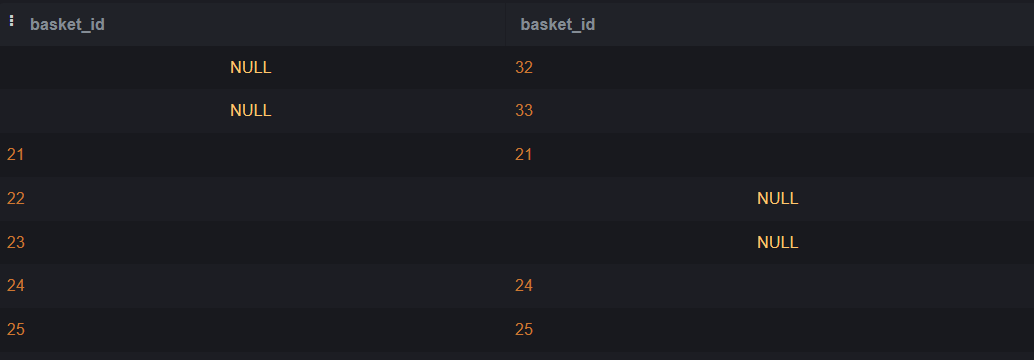 basket_id basket_id
NULL 32
NULL 33
21 21
22 NULL
23 NULL
24 24
25 25